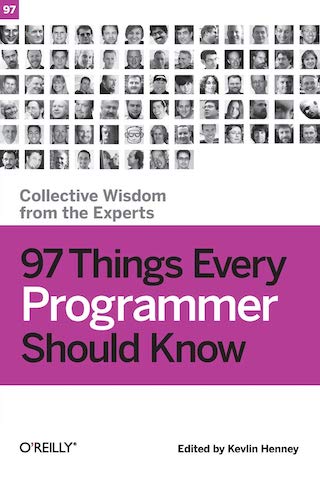 97
Collective Wisdom
from the Experts
97 Things Every
Programmer
Should Know
O'REILLY®
Edited by Kevlin Henney